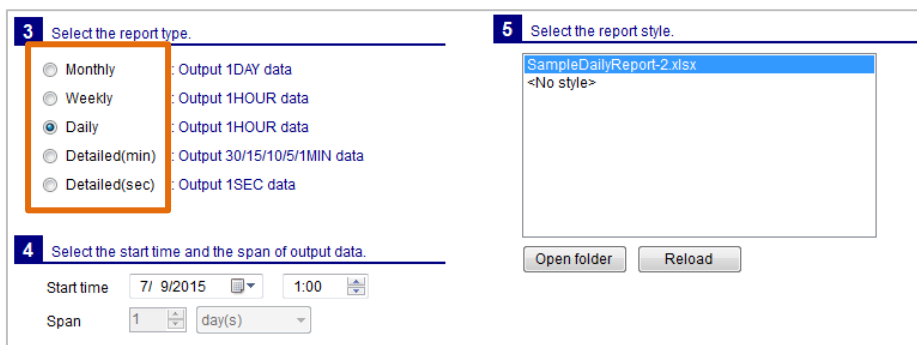 3 Select the report type.
Monthly : Output 1DAY data
Weekly : Output 1HOUR data
Daily : Output 1HOUR data
Detailed(min) : Output 30/15/10/5/1MIN data
Detailed(sec) : Output 1SEC data
4 Select the start time and the span of output data.
Start time 7/ 9/2015 1:00
Span 1 day(s)
5 Select the report style.
SampleDailyReport-2.xlsx
<No style>
Open folder Reload